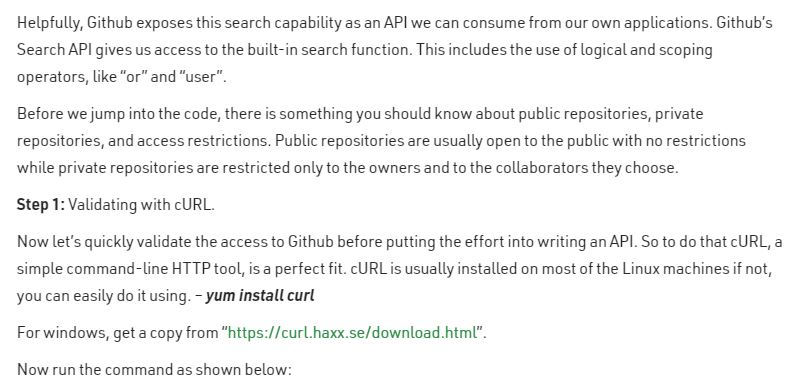 Helpfully, Github exposes this search capability as an API we can consume from our own applications. Github’s
Search API gives us access to the built-in search function. This includes the use of logical and scoping
operators, like “or” and “user”.
Before we jump into the code, there is something you should know about public repositories, private
repositories, and access restrictions. Public repositories are usually open to the public with no restrictions
while private repositories are restricted only to the owners and to the collaborators they choose.
Step 1: Validating with cURL.
Now let’s quickly validate the access to Github before putting the effort into writing an API. So to do that cURL, a
simple command-line HTTP tool, is a perfect fit. cURL is usually installed on most of the Linux machines if not,
you can easily do it using. – yum install curl
For windows, get a copy from “https://curl.haxx.se/download.html”.
Now run the command as shown below: